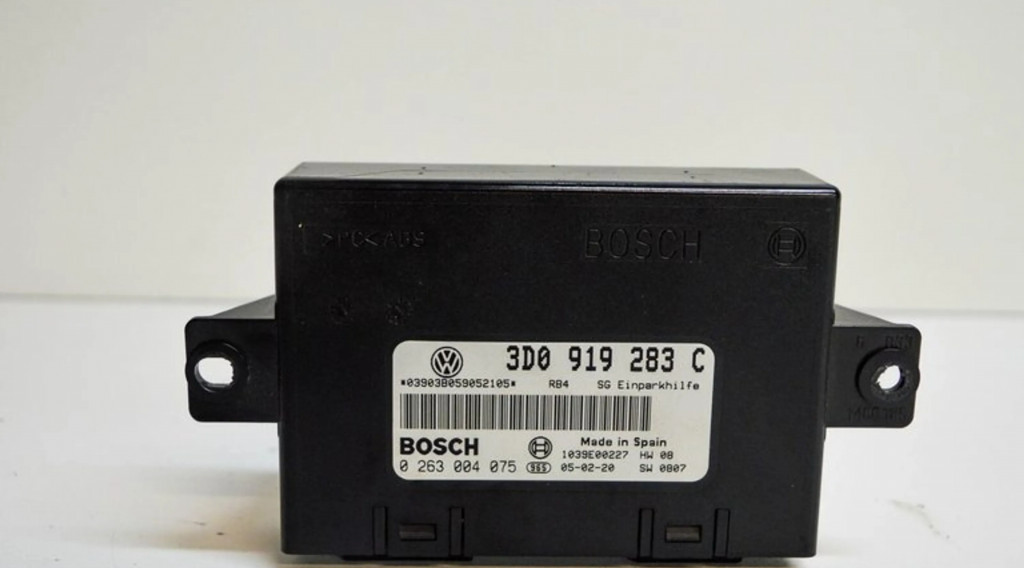 >PC<ABS
BOSCH
3D0 919 283 C
*03903B059052105* RB4 SG Einparkhilfe
BOSCH Made in Spain
1039E00227 HW 08
0 263 004 075 965 05-02-20 SW 0807